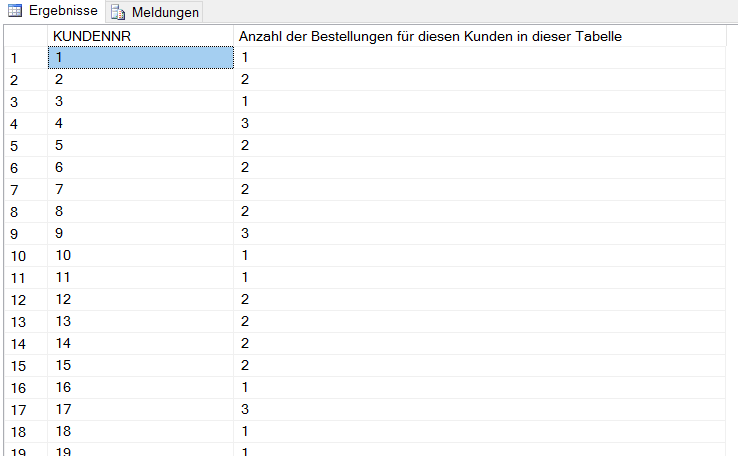 Ergebnisse Meldungen
KUNDENNR Anzahl der Bestellungen für diesen Kunden in dieser Tabelle
1 1 1
2 2 2
3 3 1
4 4 3
5 5 2
6 6 2
7 7 2
8 8 2
9 9 3
10 10 1
11 11 1
12 12 2
13 13 2
14 14 2
15 15 2
16 16 1
17 17 3
18 18 1
19 19 1